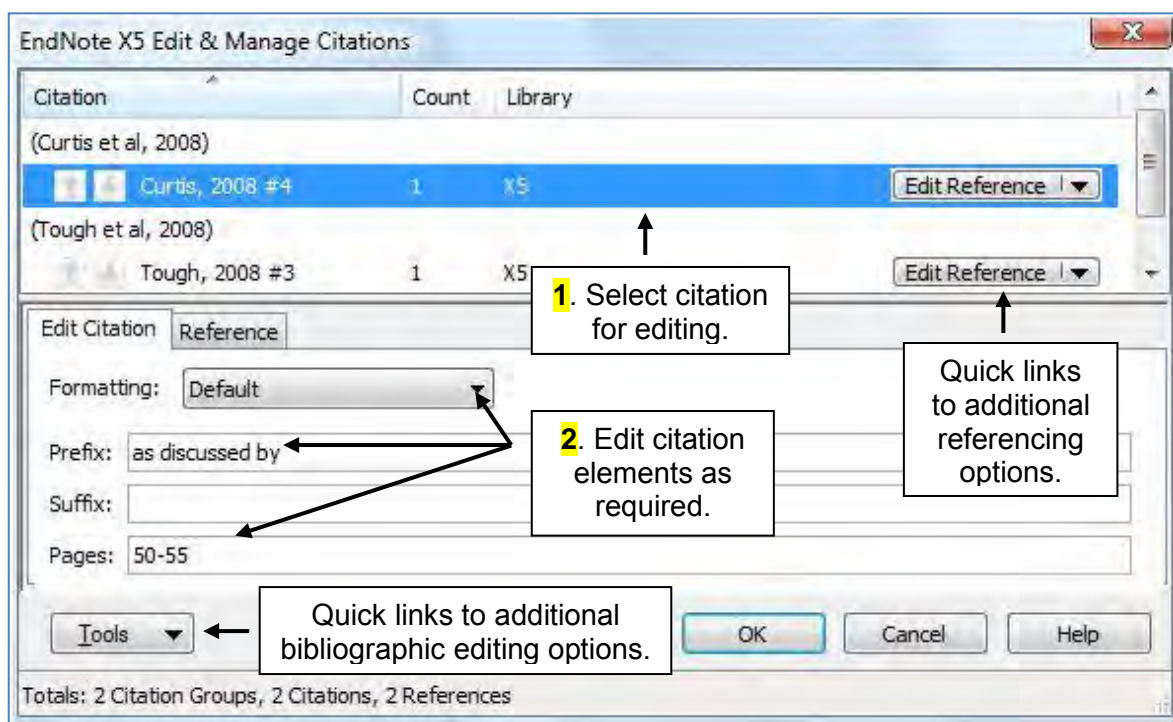 EndNote X5 Edit & Manage Citations
X
Citation Count Library
(Curtis et al, 2008)
Curtis, 2008 #4 1 X5 Edit Reference
(Tough et al, 2008)
Tough, 2008 #3 1 X5 Edit Reference
1. Select citation
for editing.
Edit Citation Reference
Quick links
to additional
referencing
options.
Formatting: Default
2. Edit citation
elements as
required.
Prefix: as discussed by
Suffix:
Pages: 50-55
Tools
Quick links to additional
bibliographic editing options.
OK Cancel Help
Totals: 2 Citation Groups, 2 Citations, 2 References